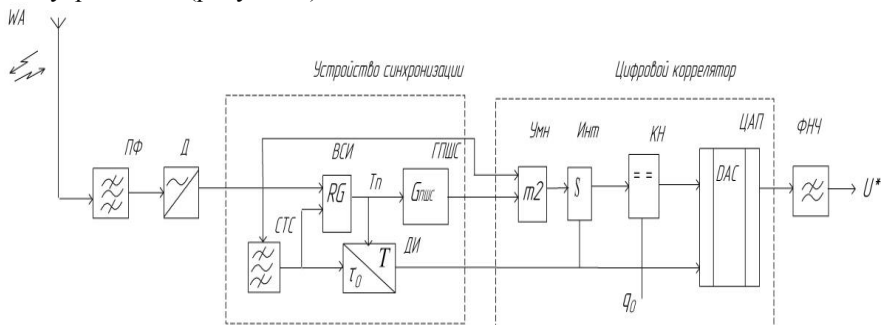 WA
Устройство синхронизации
Цифровой коррелятор
ПФ
Д
ВСИ
Тп
ГПШС
Умн
Инт
КН
ЦАП
ФНЧ
RG
Gпшс
m2
S
= =
DAC
U*
СТС
τ0
T
ДИ
q0